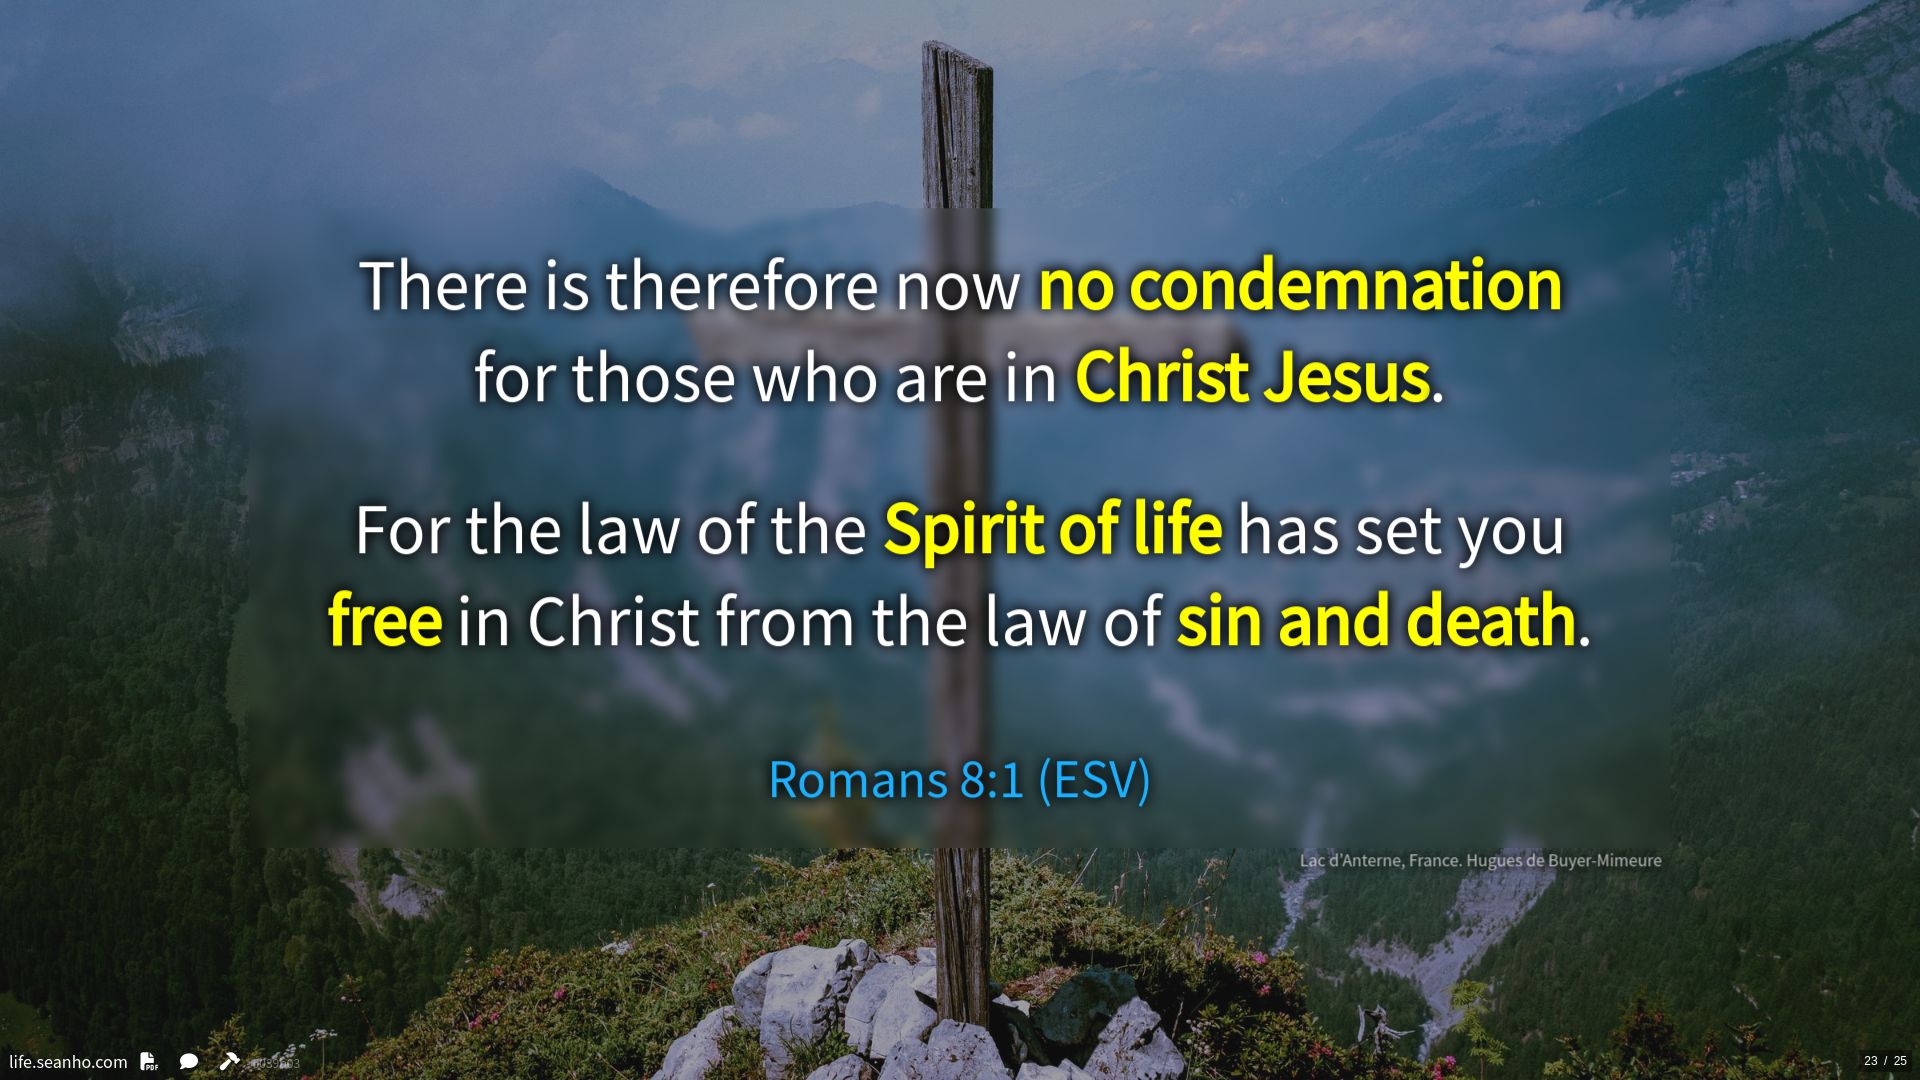 There is therefore now no condemnation
for those who are in Christ Jesus.
For the law of the Spirit of life has set you
free in Christ from the law of sin and death.
Romans 8:1 (ESV)
Lac d'Anterne, France. Hugues de Buyer-Mimeure
life.seanho.com
23 / 25